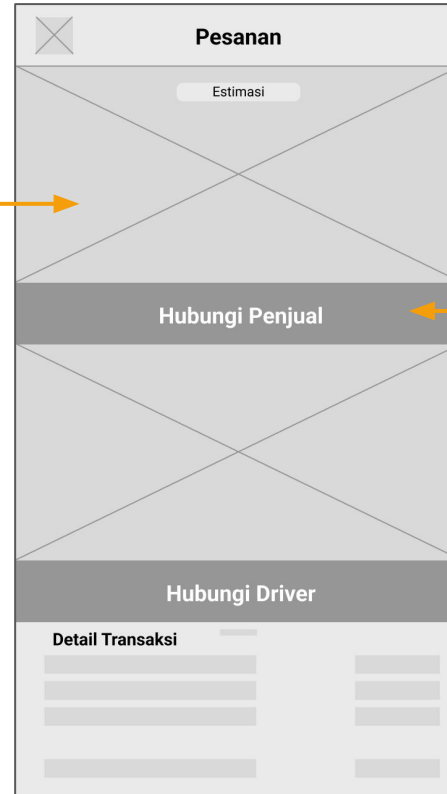 Pesanan
Estimasi
Hubungi Penjual
Hubungi Driver
Detail Transaksi